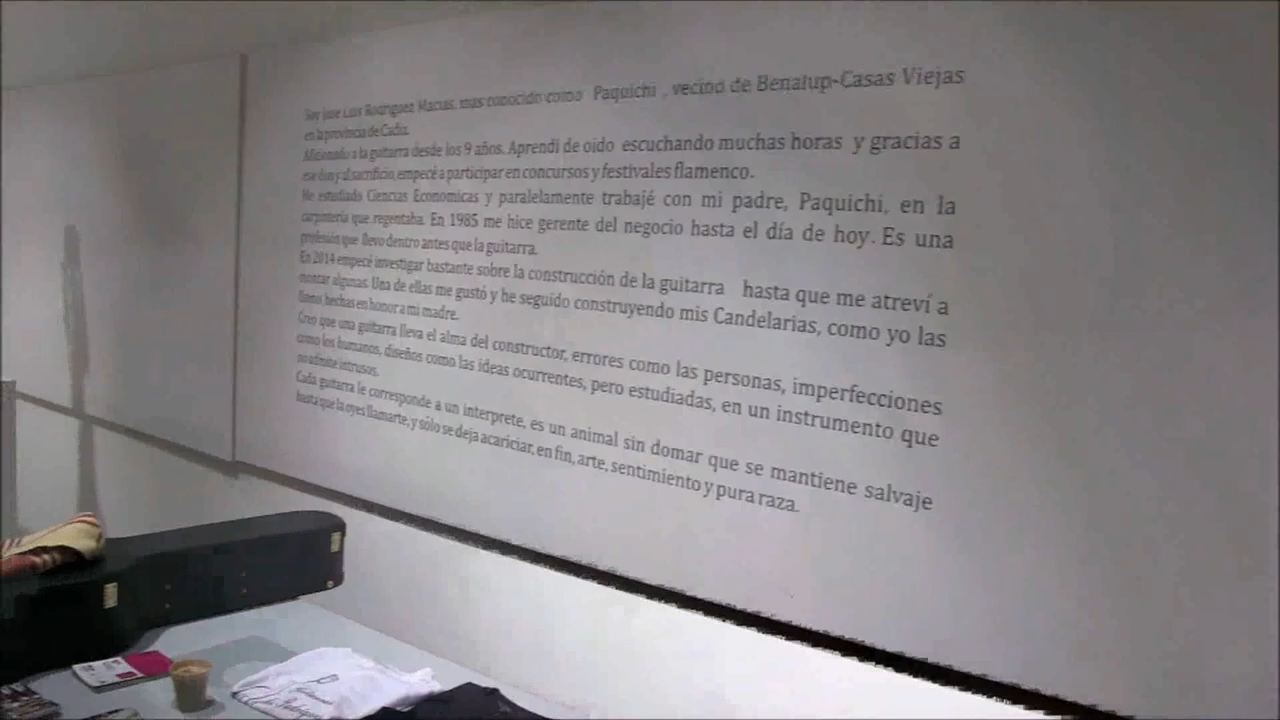 Soy Jose Luis Rodriguez Macias, mas conocido como Paquichi , vecino de Benalup-Casas Viejas
en la provincia de Cadiz.
Aficionado a la guitarra desde los 9 años. Aprendi de oido escuchando muchas horas y gracias a
ese don y al sacrificio, empecé a participar en concursos y festivales flamenco.
He estudiado Ciencias Economicas y paralelamente trabajé con mi padre, Paquichi, en la
carpintería que regentaba. En 1985 me hice gerente del negocio hasta el día de hoy. Es una
profesión que llevo dentro antes que la guitarra.
En 2014 empecé investigar bastante sobre la construcción de la guitarra hasta que me atreví a
montar algunas. Una de ellas me gustó y he seguido construyendo mis Candelarias, como yo las
llamo, hechas en honor a mi madre.
Creo que una guitarra lleva el alma del constructor, errores como las personas, imperfecciones
como los humanos, diseños como las ideas ocurrentes, pero estudiadas, en un instrumento que
no admite intrusos.
Cada guitarra le corresponde a un interprete, es un animal sin domar que se mantiene salvaje
hasta que la oyes llamarte, y sólo se deja acariciar, en fin, arte, sentimiento y pura raza.